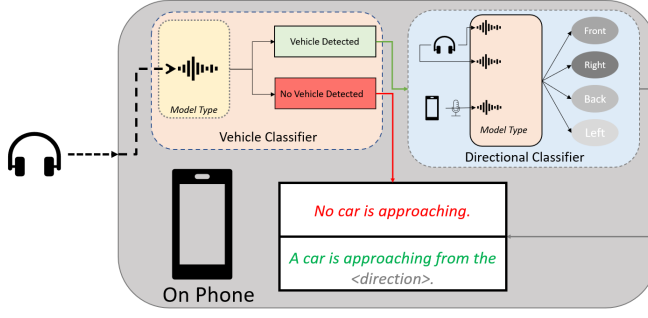 Vehicle Detected
No Vehicle Detected
Model Type
Vehicle Classifier
Front
Right
Back
Left
Model Type
Directional Classifier
On Phone
No car is approaching.
A car is approaching from the
<direction>.